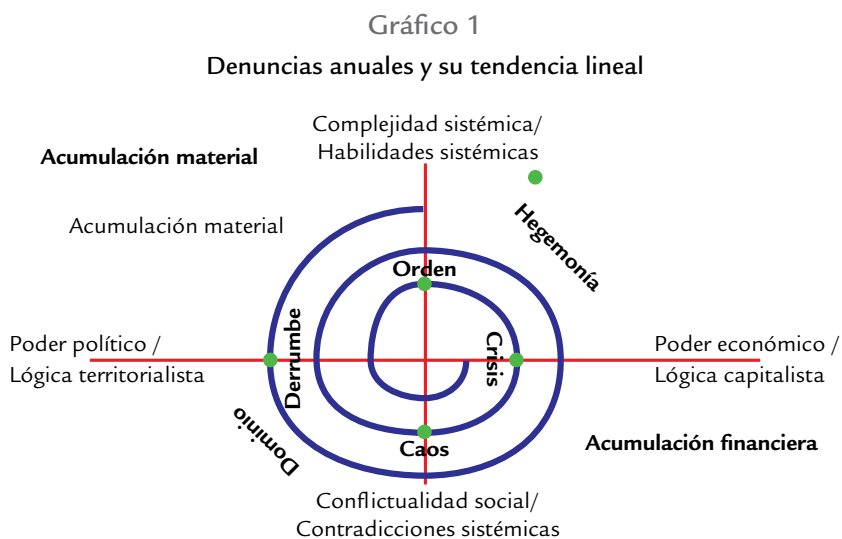 Gráfico 1
Denuncias anuales y su tendencia lineal
Complejidad sistémica/
Habilidades sistémicas
Acumulación material
Acumulación material
Hegemonía
Orden
Crisis
Derrumbe
Poder político /
Lógica territorialista
Poder económico /
Lógica capitalista
Dominio
Caos
Acumulación financiera
Conflictualidad social/
Contradicciones sistémicas